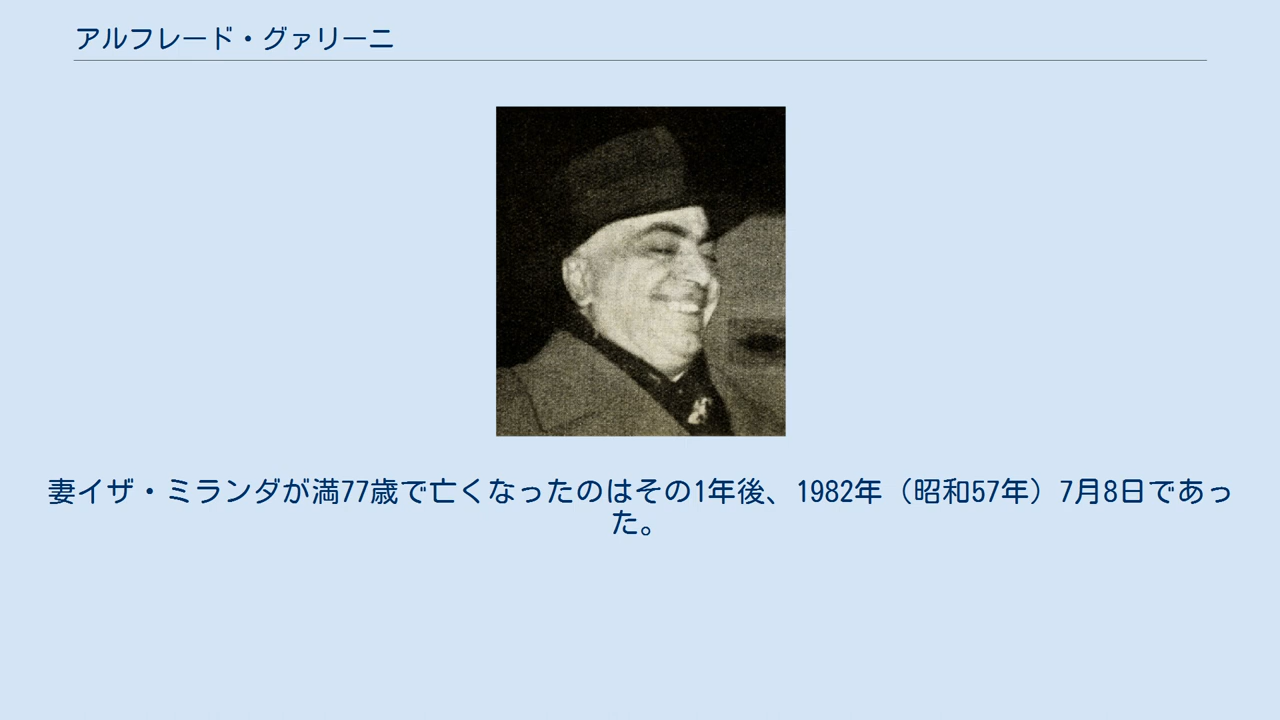 アルフレード・グァリーニ
妻イザ・ミランダが満77歳で亡くなったのはその1年後、1982年（昭和57年）7月8日であっ
た。